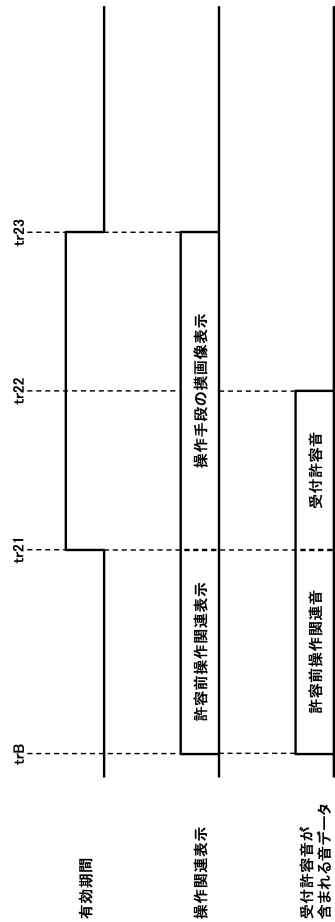 trB
tr21
tr22
tr23
有効期間
操作関連表示
許容前操作関連表示
操作手段の模画像表示
受付許容音が
含まれる音データ
許容前操作関連音
受付許容音